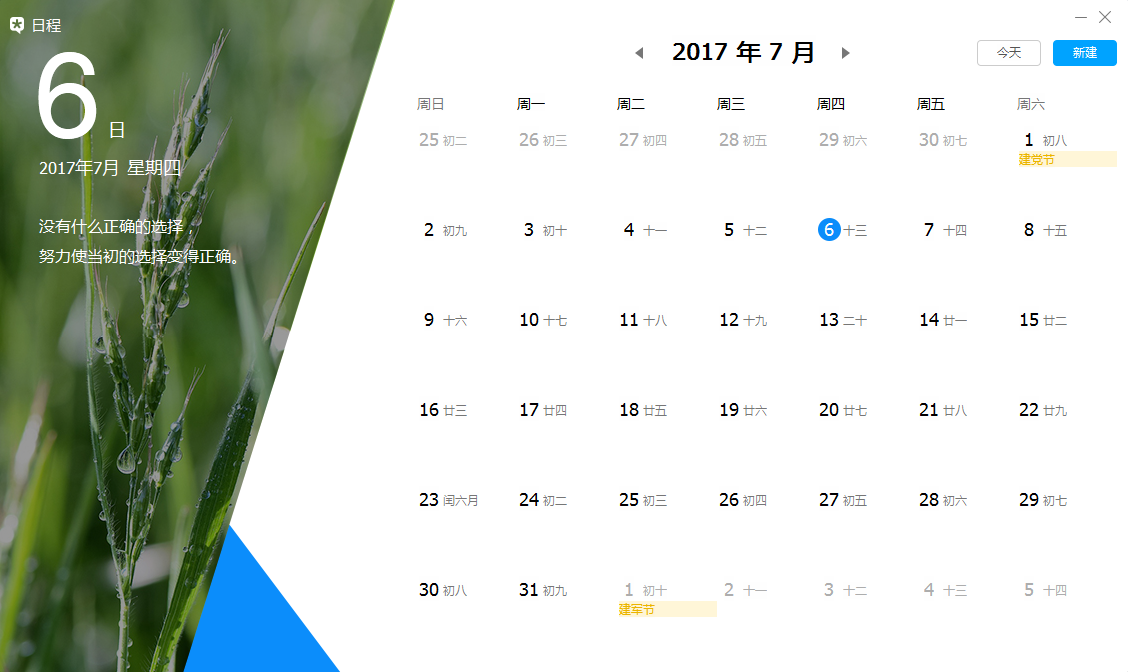 日程
6 日
2017年7月 星期四
没有什么正确的选择，
努力使当初的选择变得正确。
2017 年 7 月
今天 新建
周日 周一 周二 周三 周四 周五 周六
25 初二 26 初三 27 初四 28 初五 29 初六 30 初七 1 初八
建党节
2 初九 3 初十 4 十一 5 十二 6 十三 7 十四 8 十五
9 十六 10 十七 11 十八 12 十九 13 二十 14 廿一 15 廿二
16 廿三 17 廿四 18 廿五 19 廿六 20 廿七 21 廿八 22 廿九
23 闰六月 24 初二 25 初三 26 初四 27 初五 28 初六 29 初七
30 初八 31 初九 1 初十 2 十一 3 十二 4 十三 5 十四
建军节